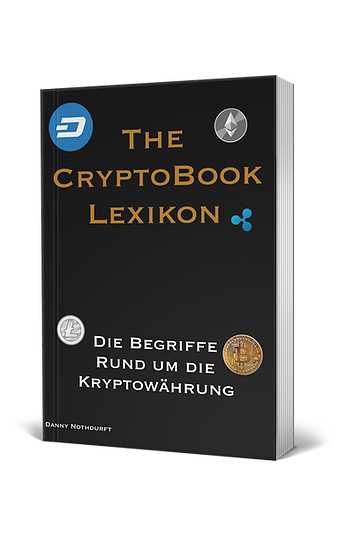 The
CryptoBook
Lexikon
Die Begriffe
Rund um die
Kryptowährung
Danny Nothdurft